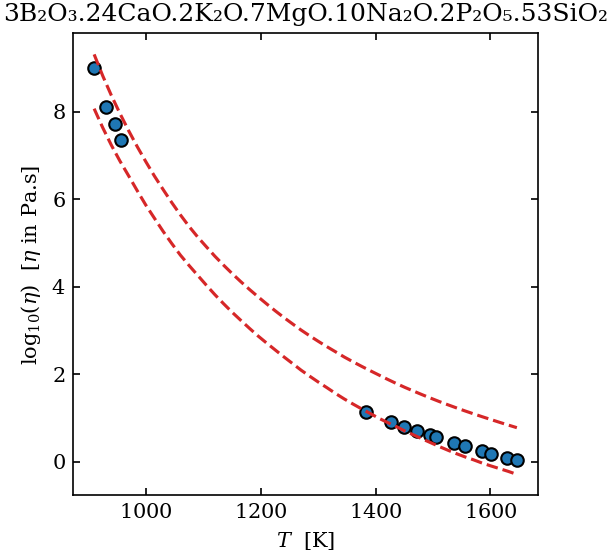 3B₂O₃.24CaO.2K₂O.7MgO.10Na₂O.2P₂O₅.53SiO₂
8
6
4
2
0
log₁₀(η) [η in Pa.s]
1000 1200 1400 1600
T [K]